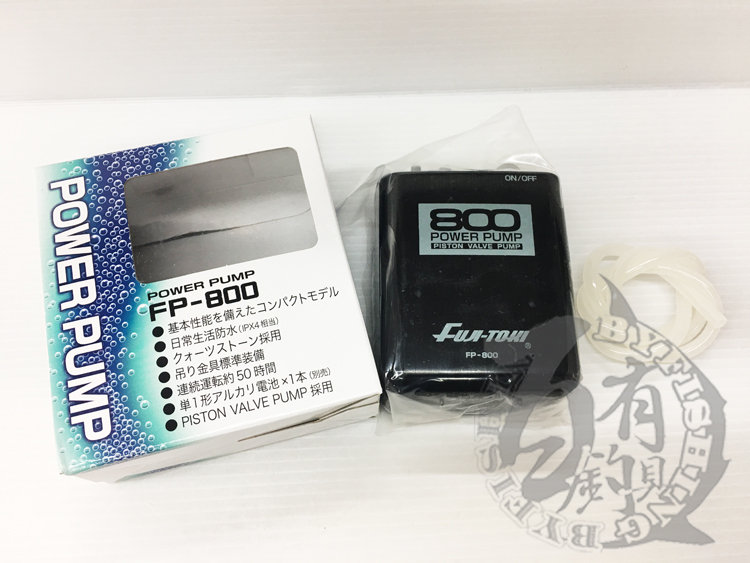 POWER PUMP
POWER PUMP
FP-800
●基本性能を備えたコンパクトモデル
●日常生活防水(IPX4相当)
●クォーツストーン採用
●吊り金具標準装備
●連続運転約50時間
●単1形アルカリ電池×1本(別売)
●PISTON VALVE PUMP 採用
ON/OFF
800
POWER PUMP
PISTON VALVE PUMP
FUJI-TOKI®
FP-800
有
釣具
BYFISHING
BYFISHING